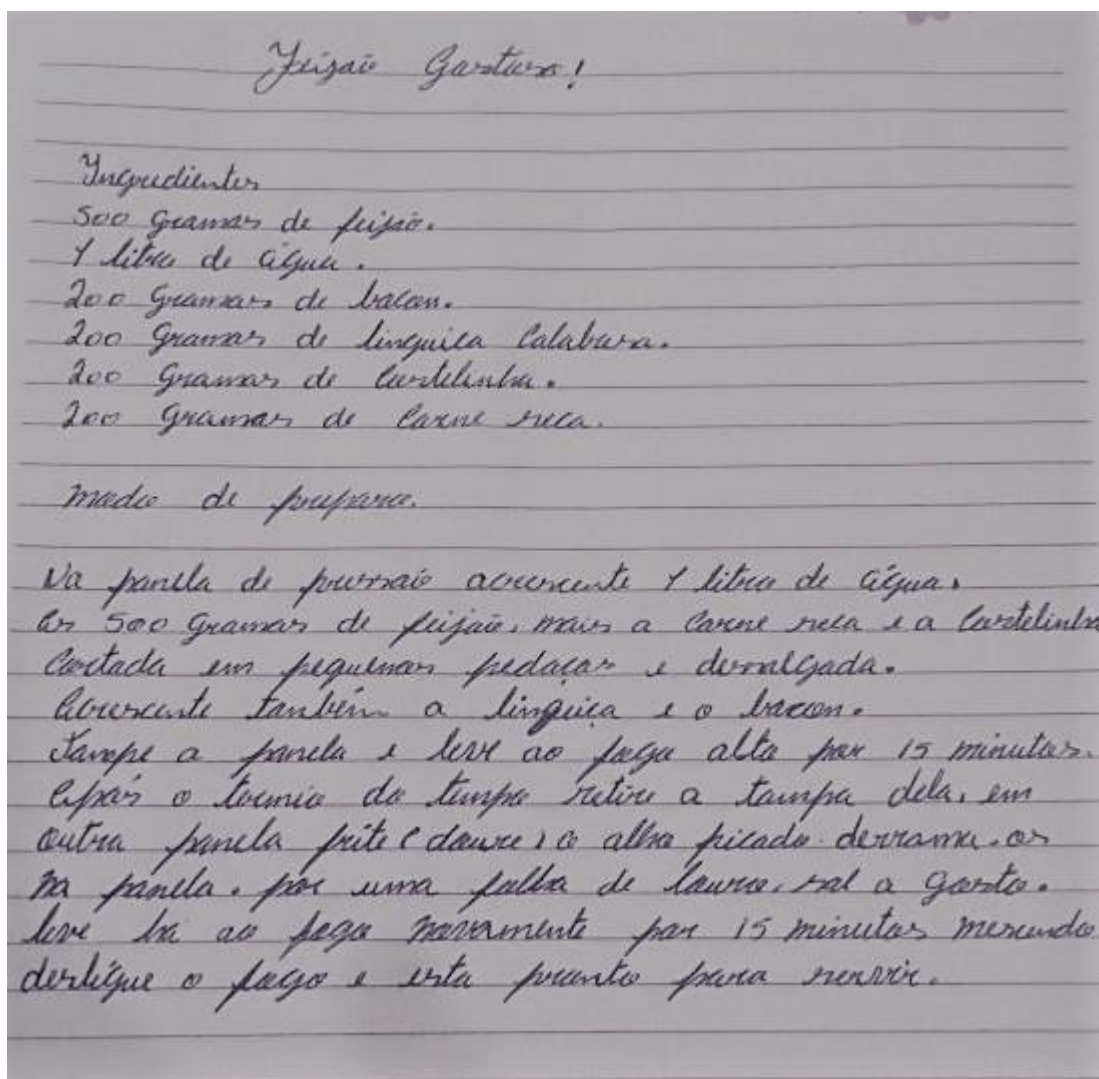 Feijão Gostoso!
Ingredientes
500 gramas de feijão.
1 litro de água.
200 Gramas de bacon.
200 gramas de linguica Calabresa.
200 Gramas de Costelinha.
200 gramas de Carne seca.
modo de preparo.
Na panela de pressão acrescente 1 litro de água.
os 500 Gramas de feijão, mais a Carne seca e a Costelinha
Cortada em pequenos pedaços e dessalgada.
Acrescente também a linguiça e o bacon.
Tampe a panela e leve ao fogo alto por 15 minutos.
Após o do tempo retire a tampa dela, em
outra panela frite (doure) o alho picado derrama. os
na panela. por uma folha de louro, sal a gosto.
leve ao fogo novamente por 15 minutos mexendo.
desligue o fogo e esta pronto para servir.